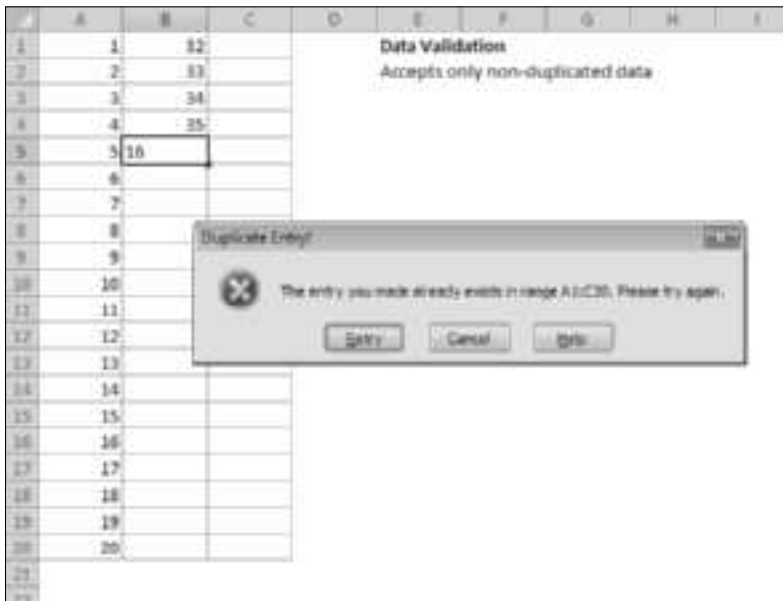 A B C D E F G H I
1 1 32 Data Validation
2 2 33 Accepts only non-duplicated data
3 3 34
4 4 35
5 5 16
6 6
7 7
8 8 Duplicate Entry!
9 9
10 10 The entry you made already exists in range A1:C20. Please try again.
11 11
12 12 Retry Cancel Help
13 13
14 14
15 15
16 16
17 17
18 18
19 19
20 20
21
22